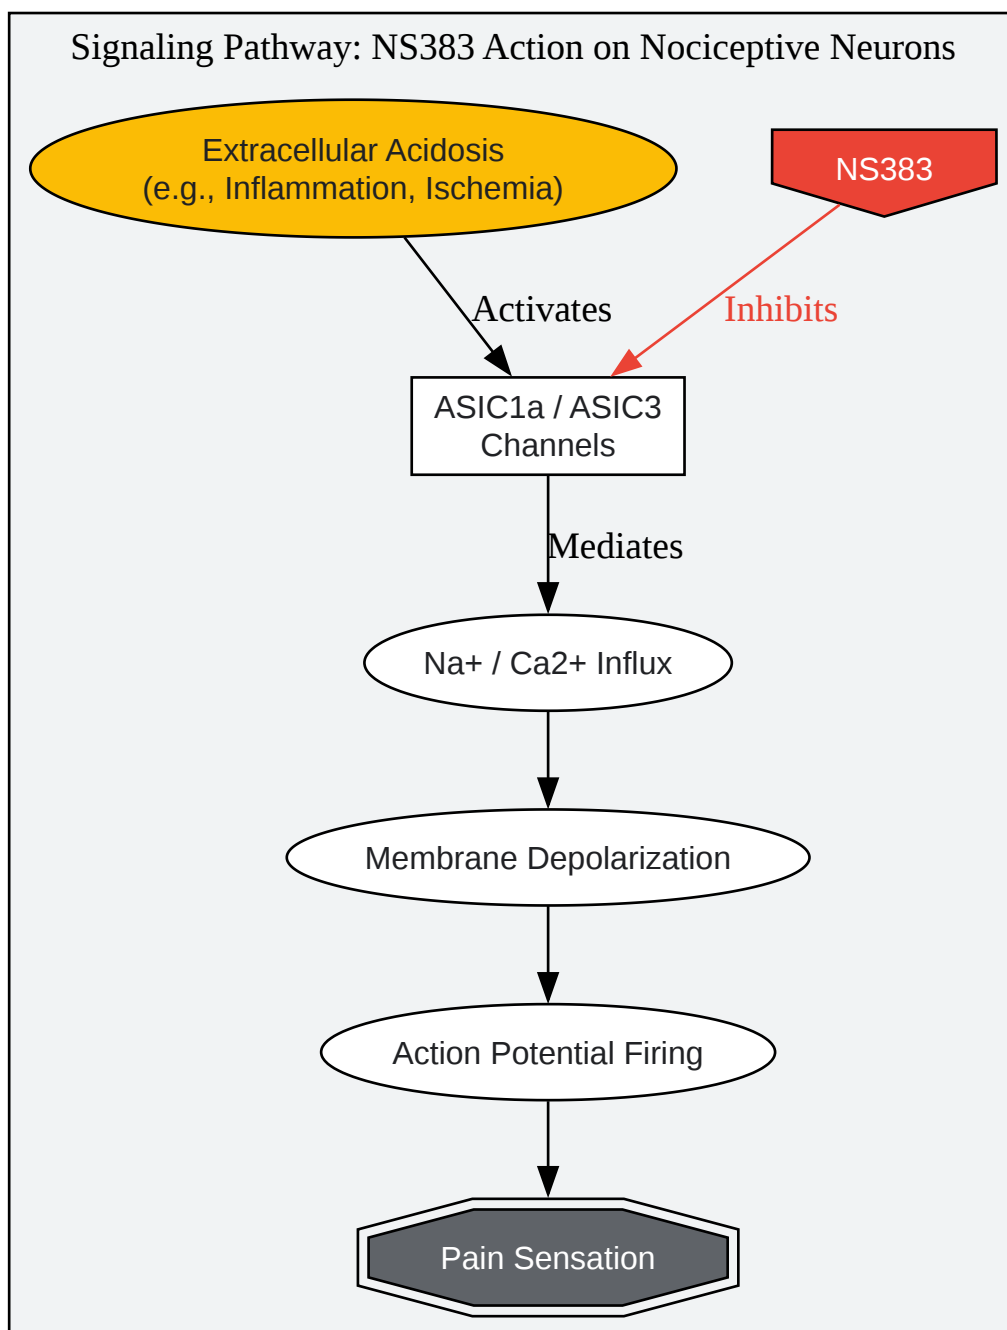 Signaling Pathway: NS383 Action on Nociceptive Neurons
Extracellular Acidosis
(e.g., Inflammation, Ischemia)
NS383
Activates
Inhibits
ASIC1a / ASIC3
Channels
Mediates
Na+ / Ca2+ Influx
Membrane Depolarization
Action Potential Firing
Pain Sensation